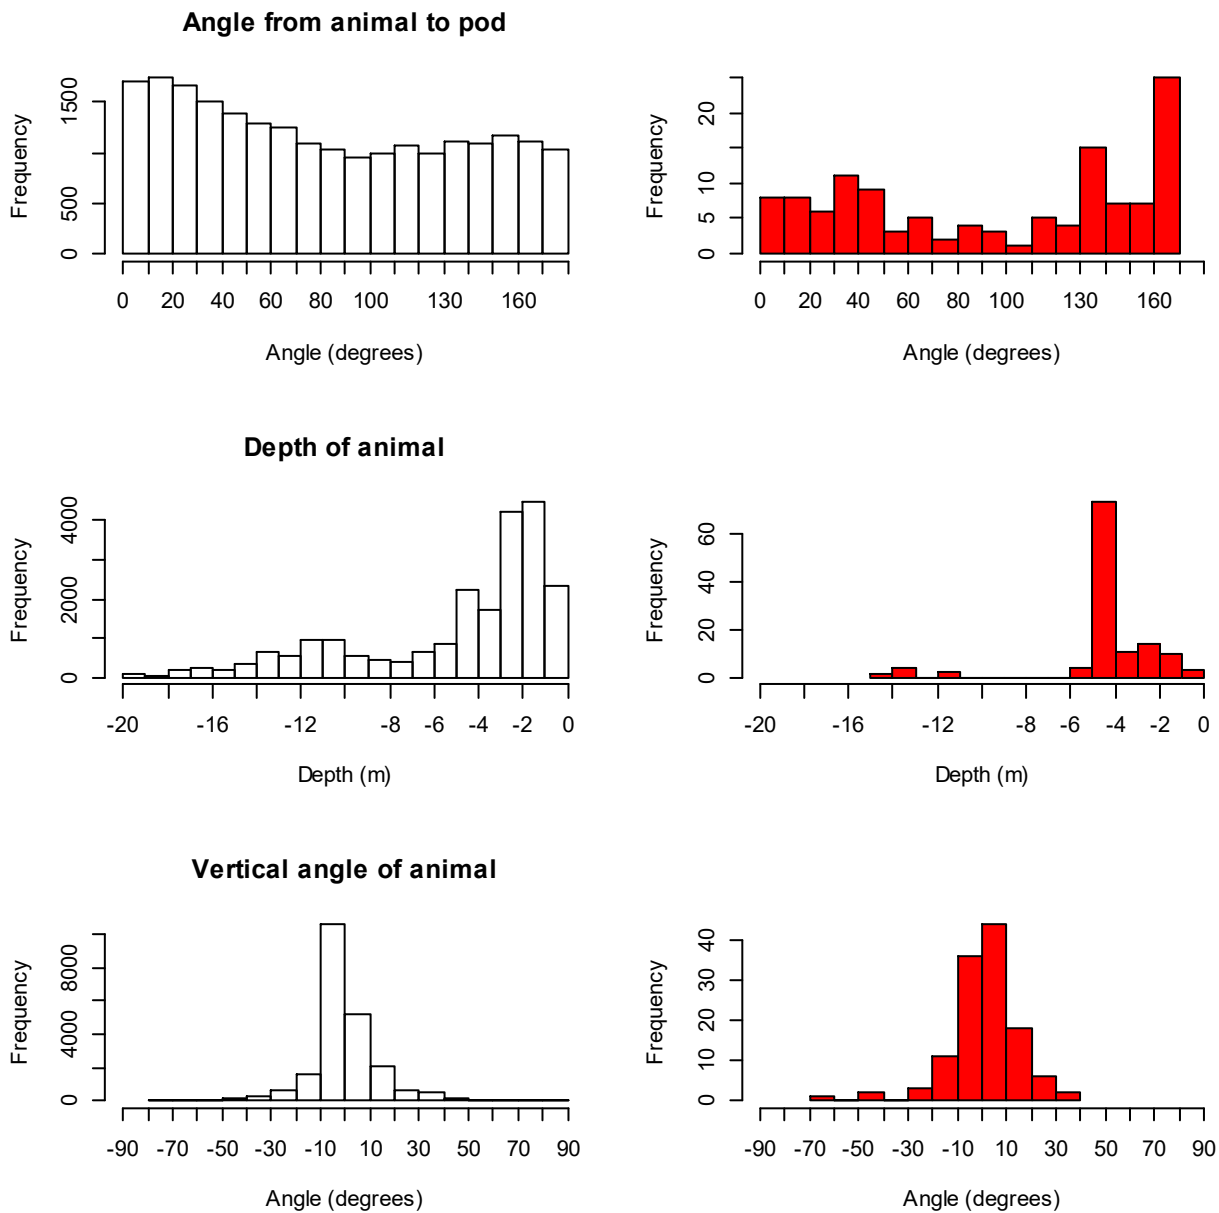 Angle from animal to pod
Frequency
0 500 1500
0 20 40 60 80 100 130 160
Angle (degrees)
Frequency
0 5 10 20
0 20 40 60 80 100 130 160
Angle (degrees)
Depth of animal
Frequency
0 2000 4000
-20 -16 -12 -8 -6 -4 -2 0
Depth (m)
Frequency
0 20 40 60
-20 -16 -12 -8 -6 -4 -2 0
Depth (m)
Vertical angle of animal
Frequency
0 4000 8000
-90 -70 -50 -30 -10 10 30 50 70 90
Angle (degrees)
Frequency
0 10 20 30 40
-90 -70 -50 -30 -10 10 30 50 70 90
Angle (degrees)